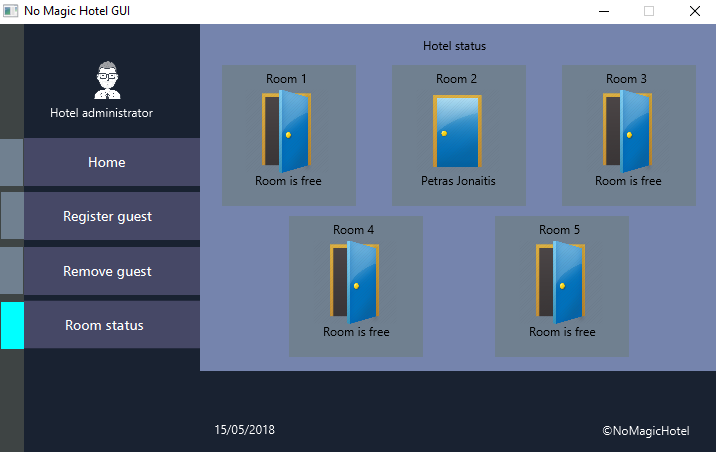 No Magic Hotel GUI
Hotel administrator
Home
Register guest
Remove guest
Room status
Hotel status
Room 1
Room is free
Room 2
Petras Jonaitis
Room 3
Room is free
Room 4
Room is free
Room 5
Room is free
15/05/2018
©NoMagicHotel